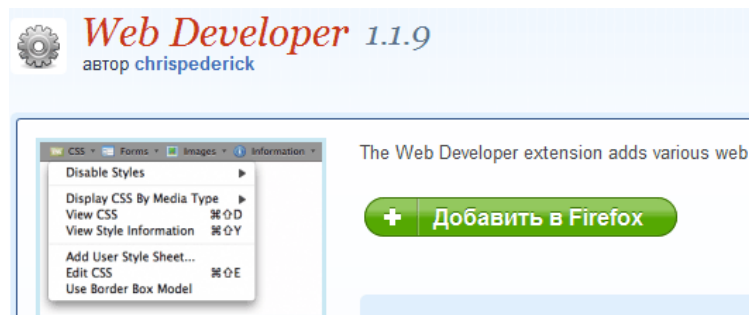 Web Developer 1.1.9
автор chrispederick
CSS Forms Images Information
The Web Developer extension adds various web
Disable Styles
Display CSS By Media Type
View CSS ⌘⇧D
View Style Information ⌘⇧Y
Добавить в Firefox
Add User Style Sheet...
Edit CSS ⌘⇧E
Use Border Box Model